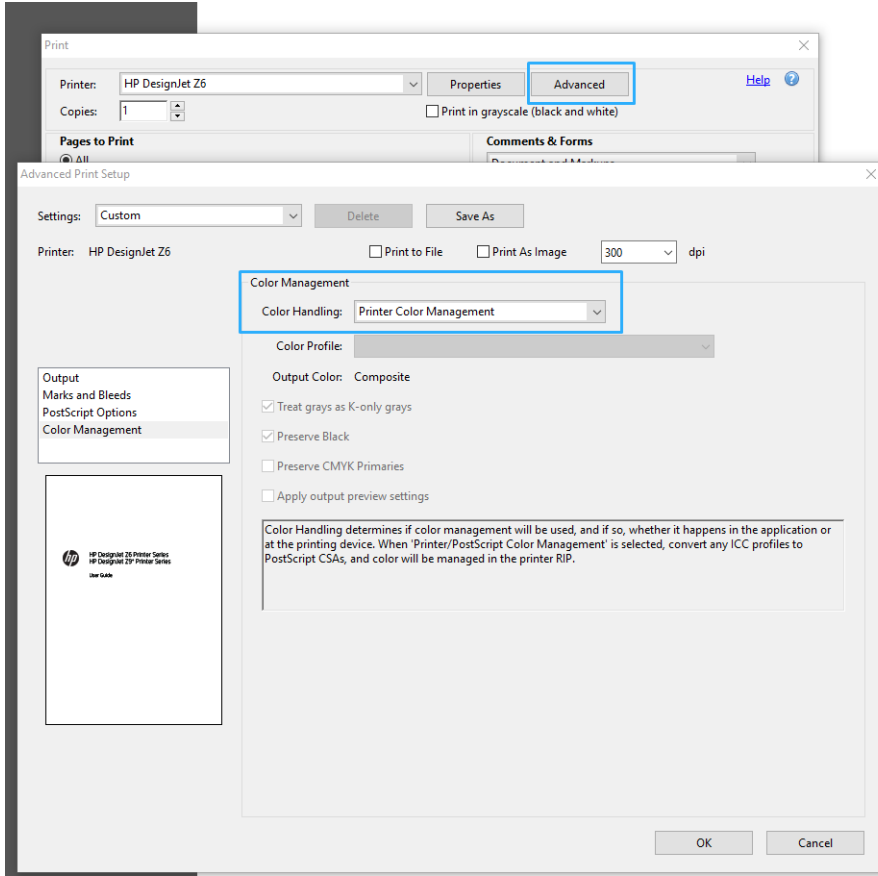 Print
Printer: HP DesignJet Z6 Properties Advanced Help ?
Copies: 1 Print in grayscale (black and white)
Pages to Print Comments & Forms
All
Advanced Print Setup
Settings: Custom Delete Save As
Printer: HP DesignJet Z6 Print to File Print As Image 300 dpi
Color Management
Color Handling: Printer Color Management
Color Profile:
Output Color: Composite
Treat grays as K-only grays
Preserve Black
Preserve CMYK Primaries
Apply output preview settings
Output
Marks and Bleeds
PostScript Options
Color Management
hp
HP DesignJet Z6 Printer Series
HP DesignJet Z9⁺ Printer Series
User Guide
Color Handling determines if color management will be used, and if so, whether it happens in the application or
at the printing device. When 'Printer/PostScript Color Management' is selected, convert any ICC profiles to
PostScript CSAs, and color will be managed in the printer RIP.
OK Cancel